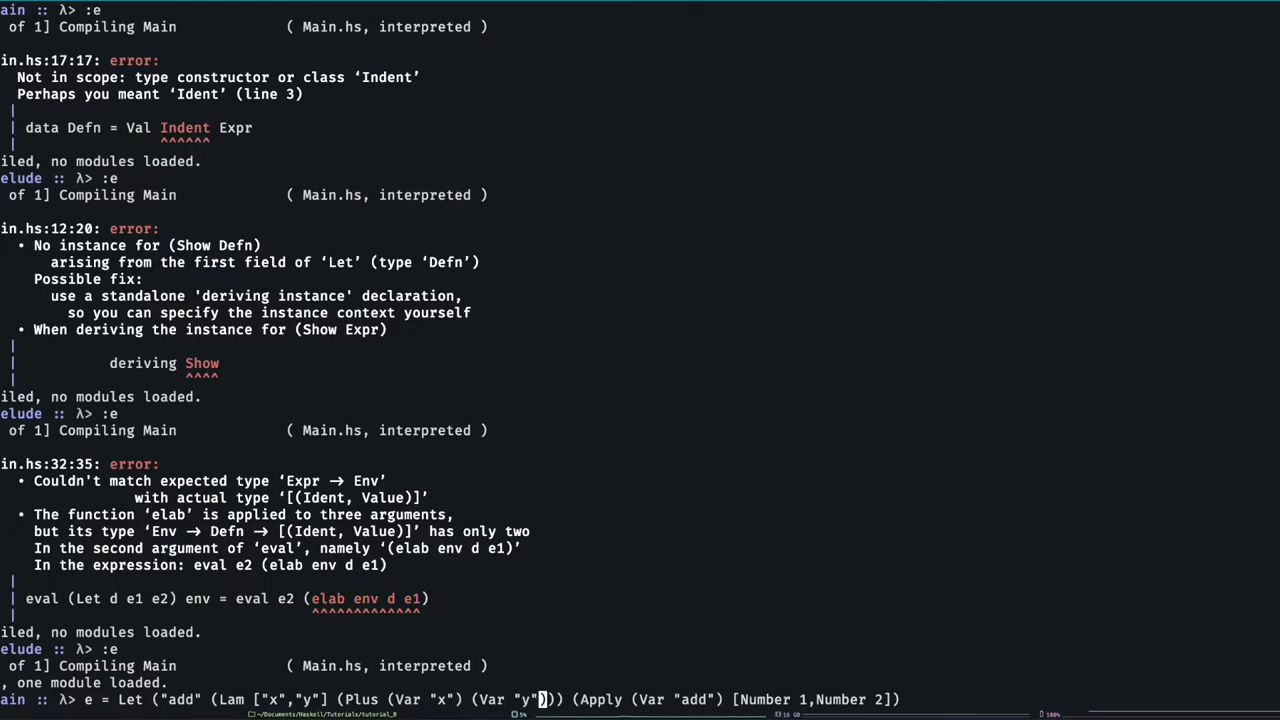 ain :: λ> :e
of 1] Compiling Main ( Main.hs, interpreted )
in.hs:17:17: error:
Not in scope: type constructor or class ‘Indent’
Perhaps you meant ‘Ident’ (line 3)
|
| data Defn = Val Indent Expr
| ^^^^^^
iled, no modules loaded.
elude :: λ> :e
of 1] Compiling Main ( Main.hs, interpreted )
in.hs:12:20: error:
• No instance for (Show Defn)
arising from the first field of ‘Let’ (type ‘Defn’)
Possible fix:
use a standalone 'deriving instance' declaration,
so you can specify the instance context yourself
• When deriving the instance for (Show Expr)
|
| deriving Show
| ^^^^
iled, no modules loaded.
elude :: λ> :e
of 1] Compiling Main ( Main.hs, interpreted )
in.hs:32:35: error:
• Couldn't match expected type ‘Expr → Env’
with actual type ‘[(Ident, Value)]’
• The function ‘elab’ is applied to three arguments,
but its type ‘Env → Defn → [(Ident, Value)]’ has only two
In the second argument of ‘eval’, namely ‘(elab env d e1)’
In the expression: eval e2 (elab env d e1)
|
| eval (Let d e1 e2) env = eval e2 (elab env d e1)
| ^^^^^^^^^^^^^
iled, no modules loaded.
elude :: λ> :e
of 1] Compiling Main ( Main.hs, interpreted )
, one module loaded.
ain :: λ> e = Let ("add" (Lam ["x","y"] (Plus (Var "x") (Var "y")))) (Apply (Var "add") [Number 1,Number 2])
~/Documents/Haskell/Tutorials/tutorial_8 5% 16 GB 100%